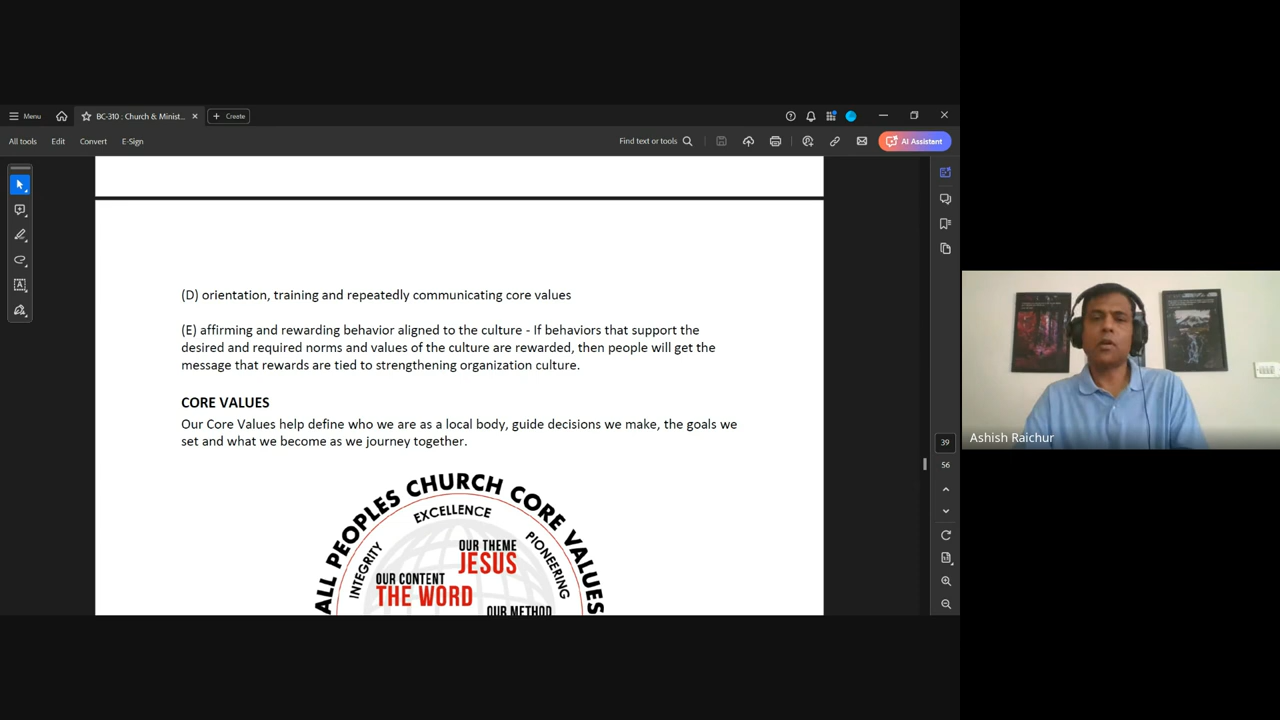 Menu
BC-310 : Church & Minist...
Create
All tools
Edit
Convert
E-Sign
Find text or tools
AI Assistant
(D) orientation, training and repeatedly communicating core values
(E) affirming and rewarding behavior aligned to the culture - If behaviors that support the
desired and required norms and values of the culture are rewarded, then people will get the
message that rewards are tied to strengthening organization culture.
CORE VALUES
Our Core Values help define who we are as a local body, guide decisions we make, the goals we
set and what we become as we journey together.
ALL PEOPLES CHURCH CORE VALUES
INTEGRITY
EXCELLENCE
PIONEERING
OUR THEME
JESUS
OUR CONTENT
THE WORD
OUR METHOD
39
56
Ashish Raichur